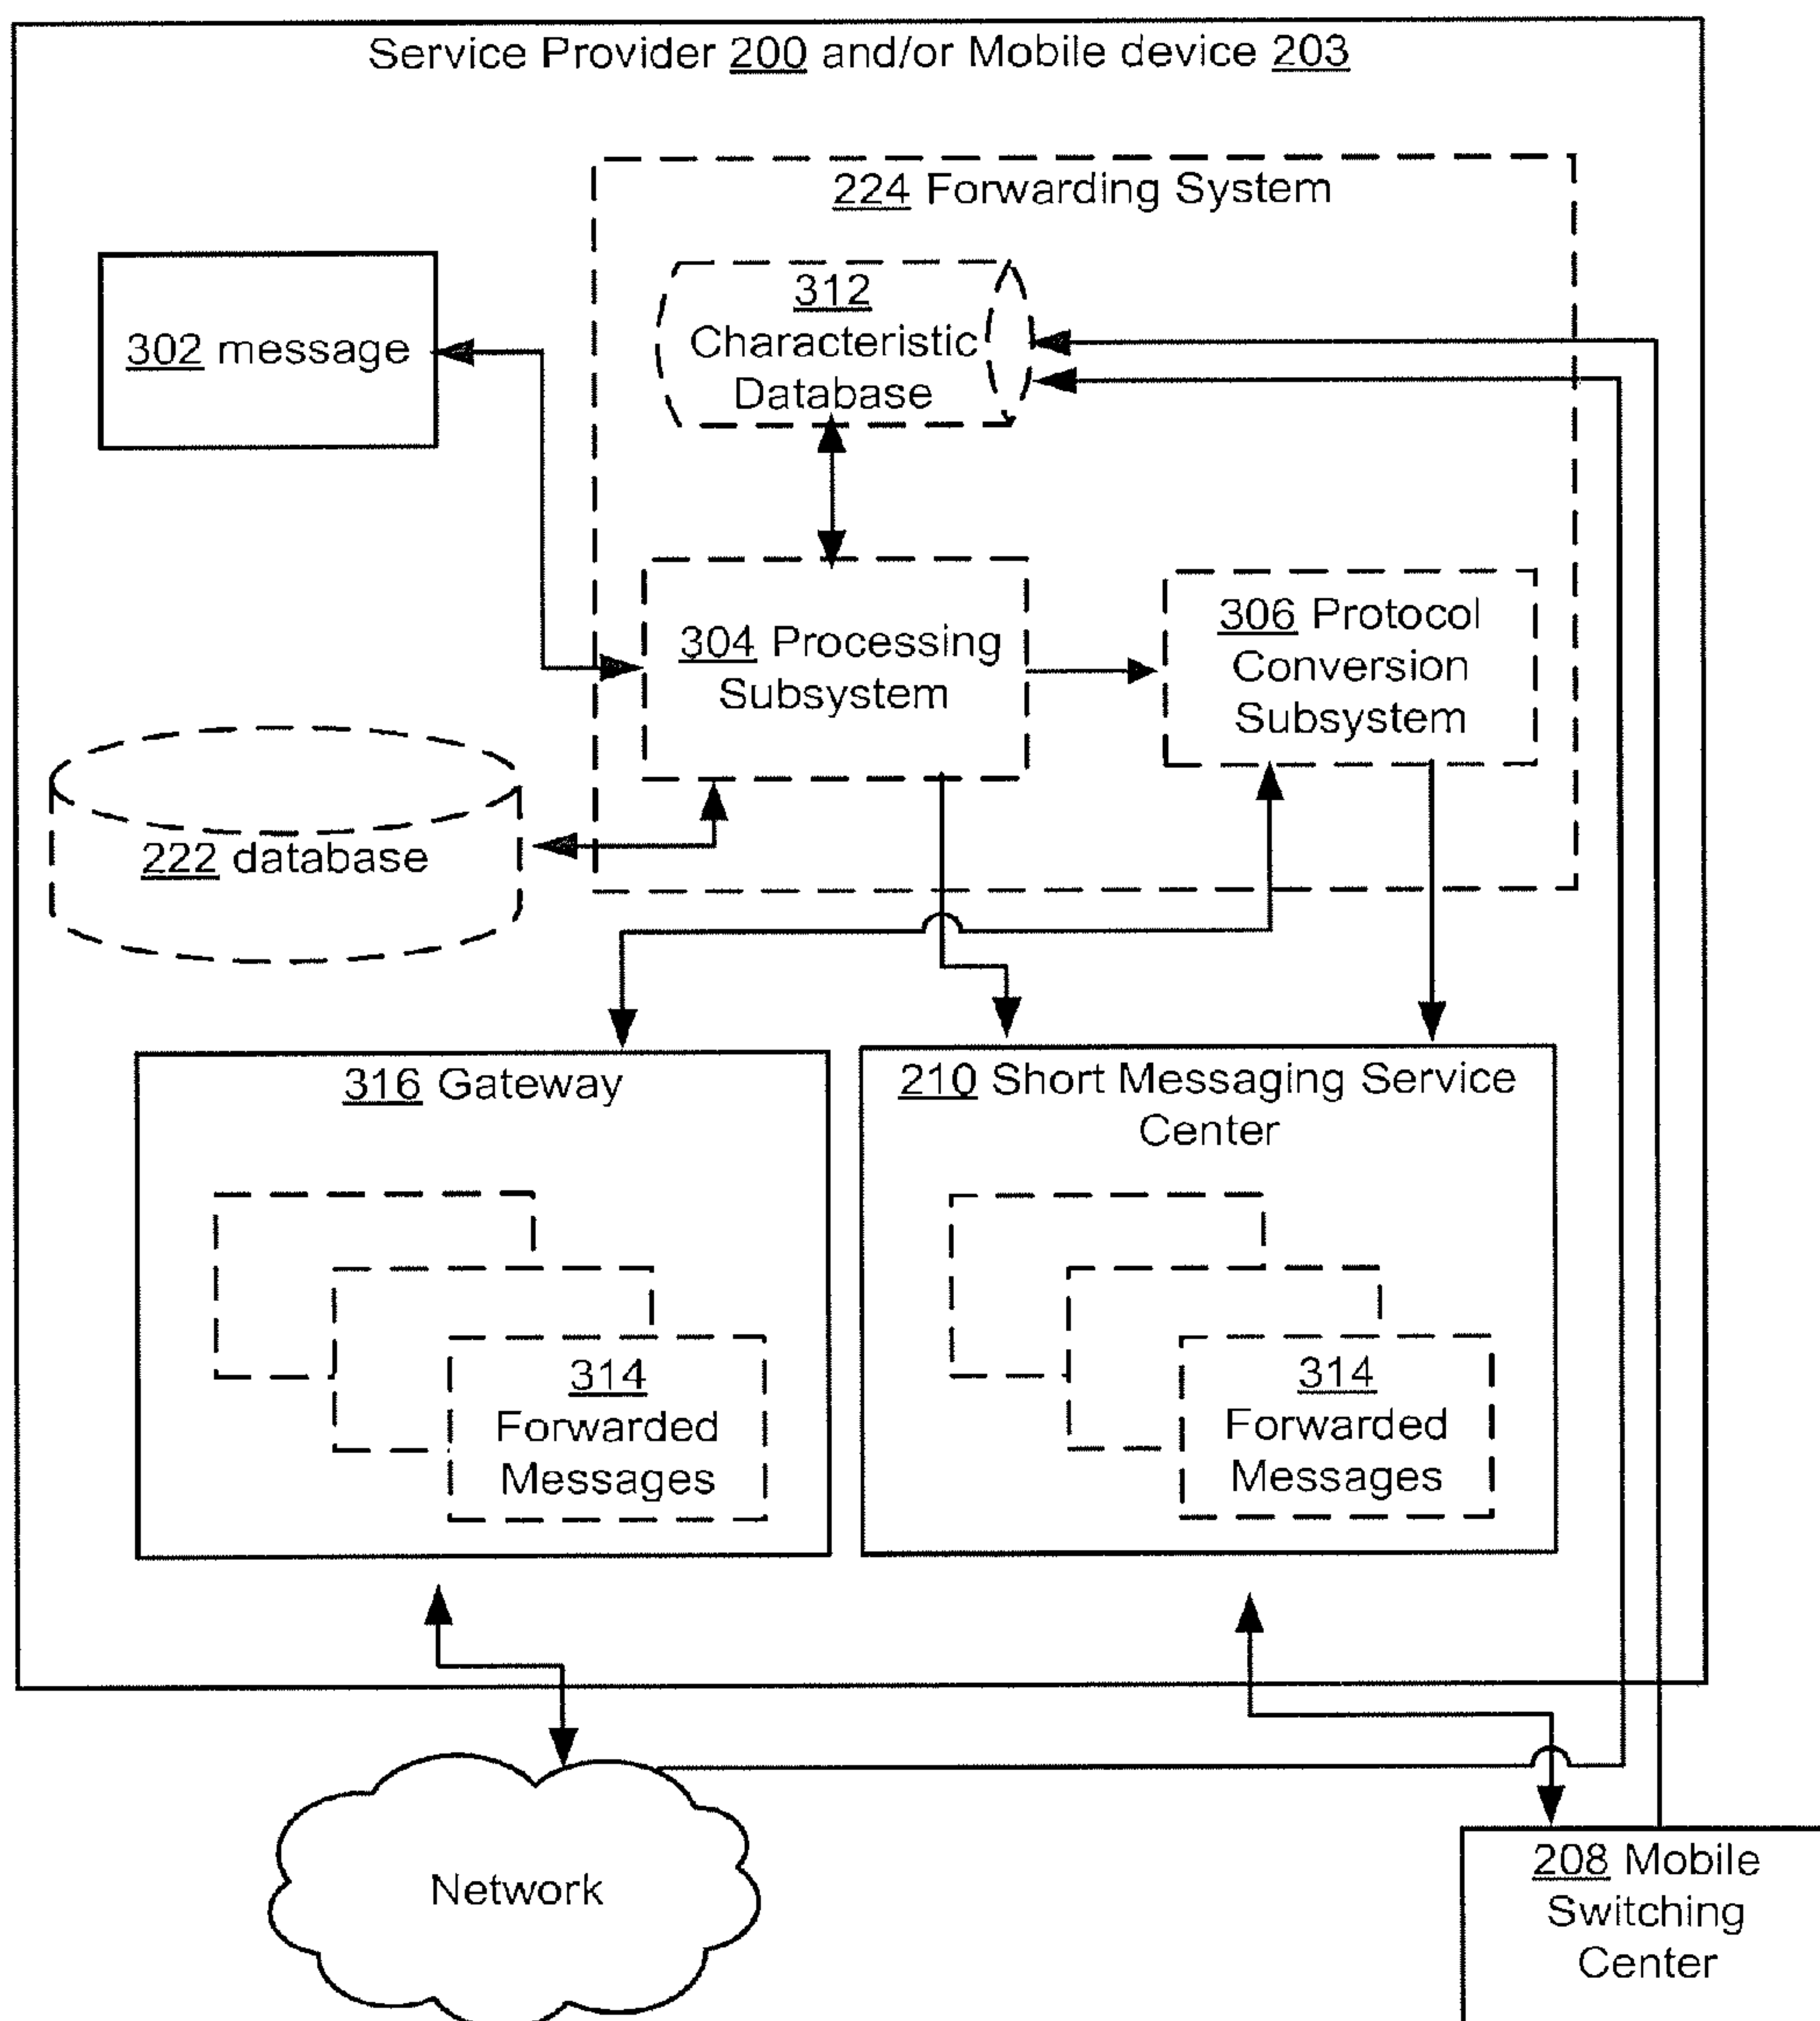 Service Provider 200 and/or Mobile device 203
224 Forwarding System
312
Characteristic
Database
302 message
304 Processing
Subsystem
306 Protocol
Conversion
Subsystem
222 database
316 Gateway
210 Short Messaging Service
Center
314
Forwarded
Messages
314
Forwarded
Messages
Network
208 Mobile
Switching
Center